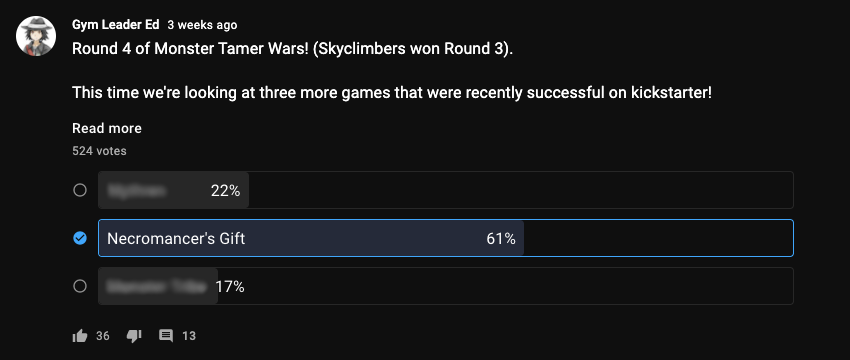 Gym Leader Ed 3 weeks ago
Round 4 of Monster Tamer Wars! (Skyclimbers won Round 3).
This time we're looking at three more games that were recently successful on kickstarter!
Read more
524 votes
22%
Necromancer's Gift 61%
17%
36 13